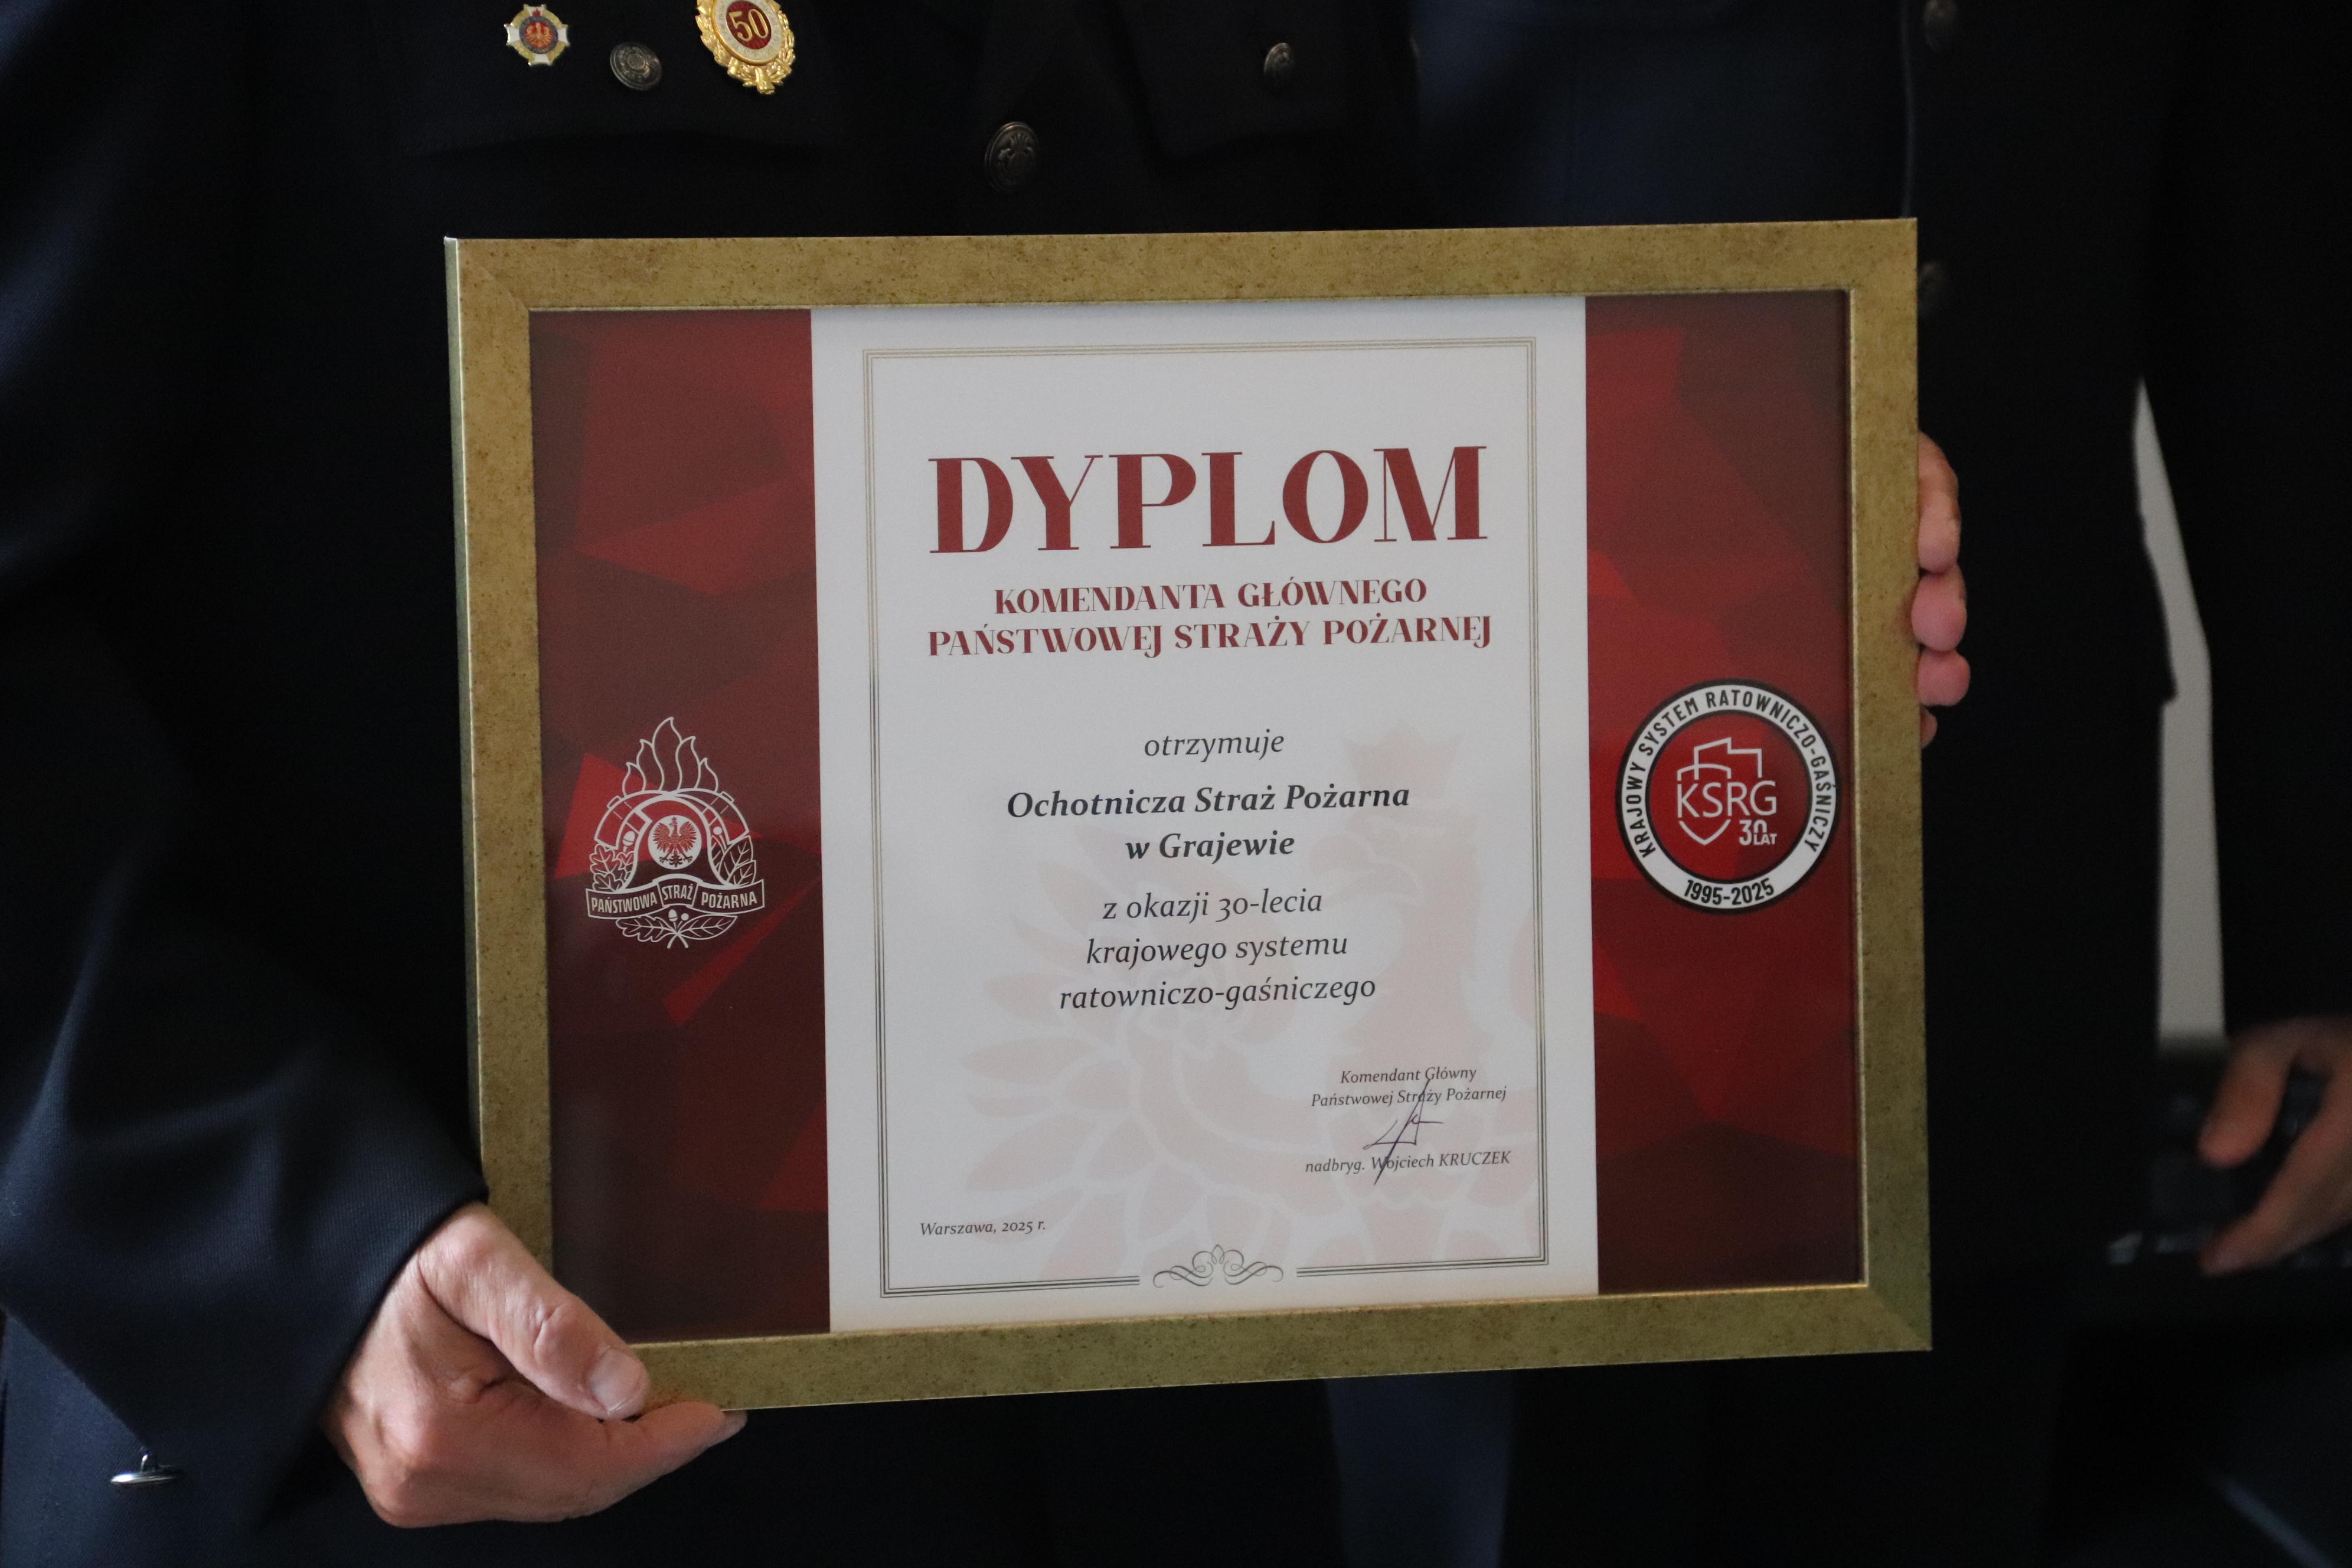 50
DYPLOM
KOMENDANTA GŁÓWNEGO
PAŃSTWOWEJ STRAŻY POŻARNEJ
otrzymuje
Ochotnicza Straż Pożarna
w Grajewie
z okazji 30-lecia
krajowego systemu
ratowniczo-gaśniczego
Komendant Główny
Państwowej Straży Pożarnej
nadbryg. Wojciech KRUCZEK
Warszawa, 2025 r.
PAŃSTWOWA STRAŻ POŻARNA
KRAJOWY SYSTEM RATOWNICZO-GAŚNICZY
KSRG
30 LAT
1995-2025